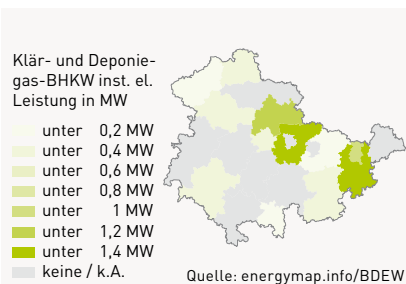 Klär- und Deponie-
gas-BHKW inst. el.
Leistung in MW
unter 0,2 MW
unter 0,4 MW
unter 0,6 MW
unter 0,8 MW
unter 1 MW
unter 1,2 MW
unter 1,4 MW
keine / k.A.
Quelle: energymap.info/BDEW